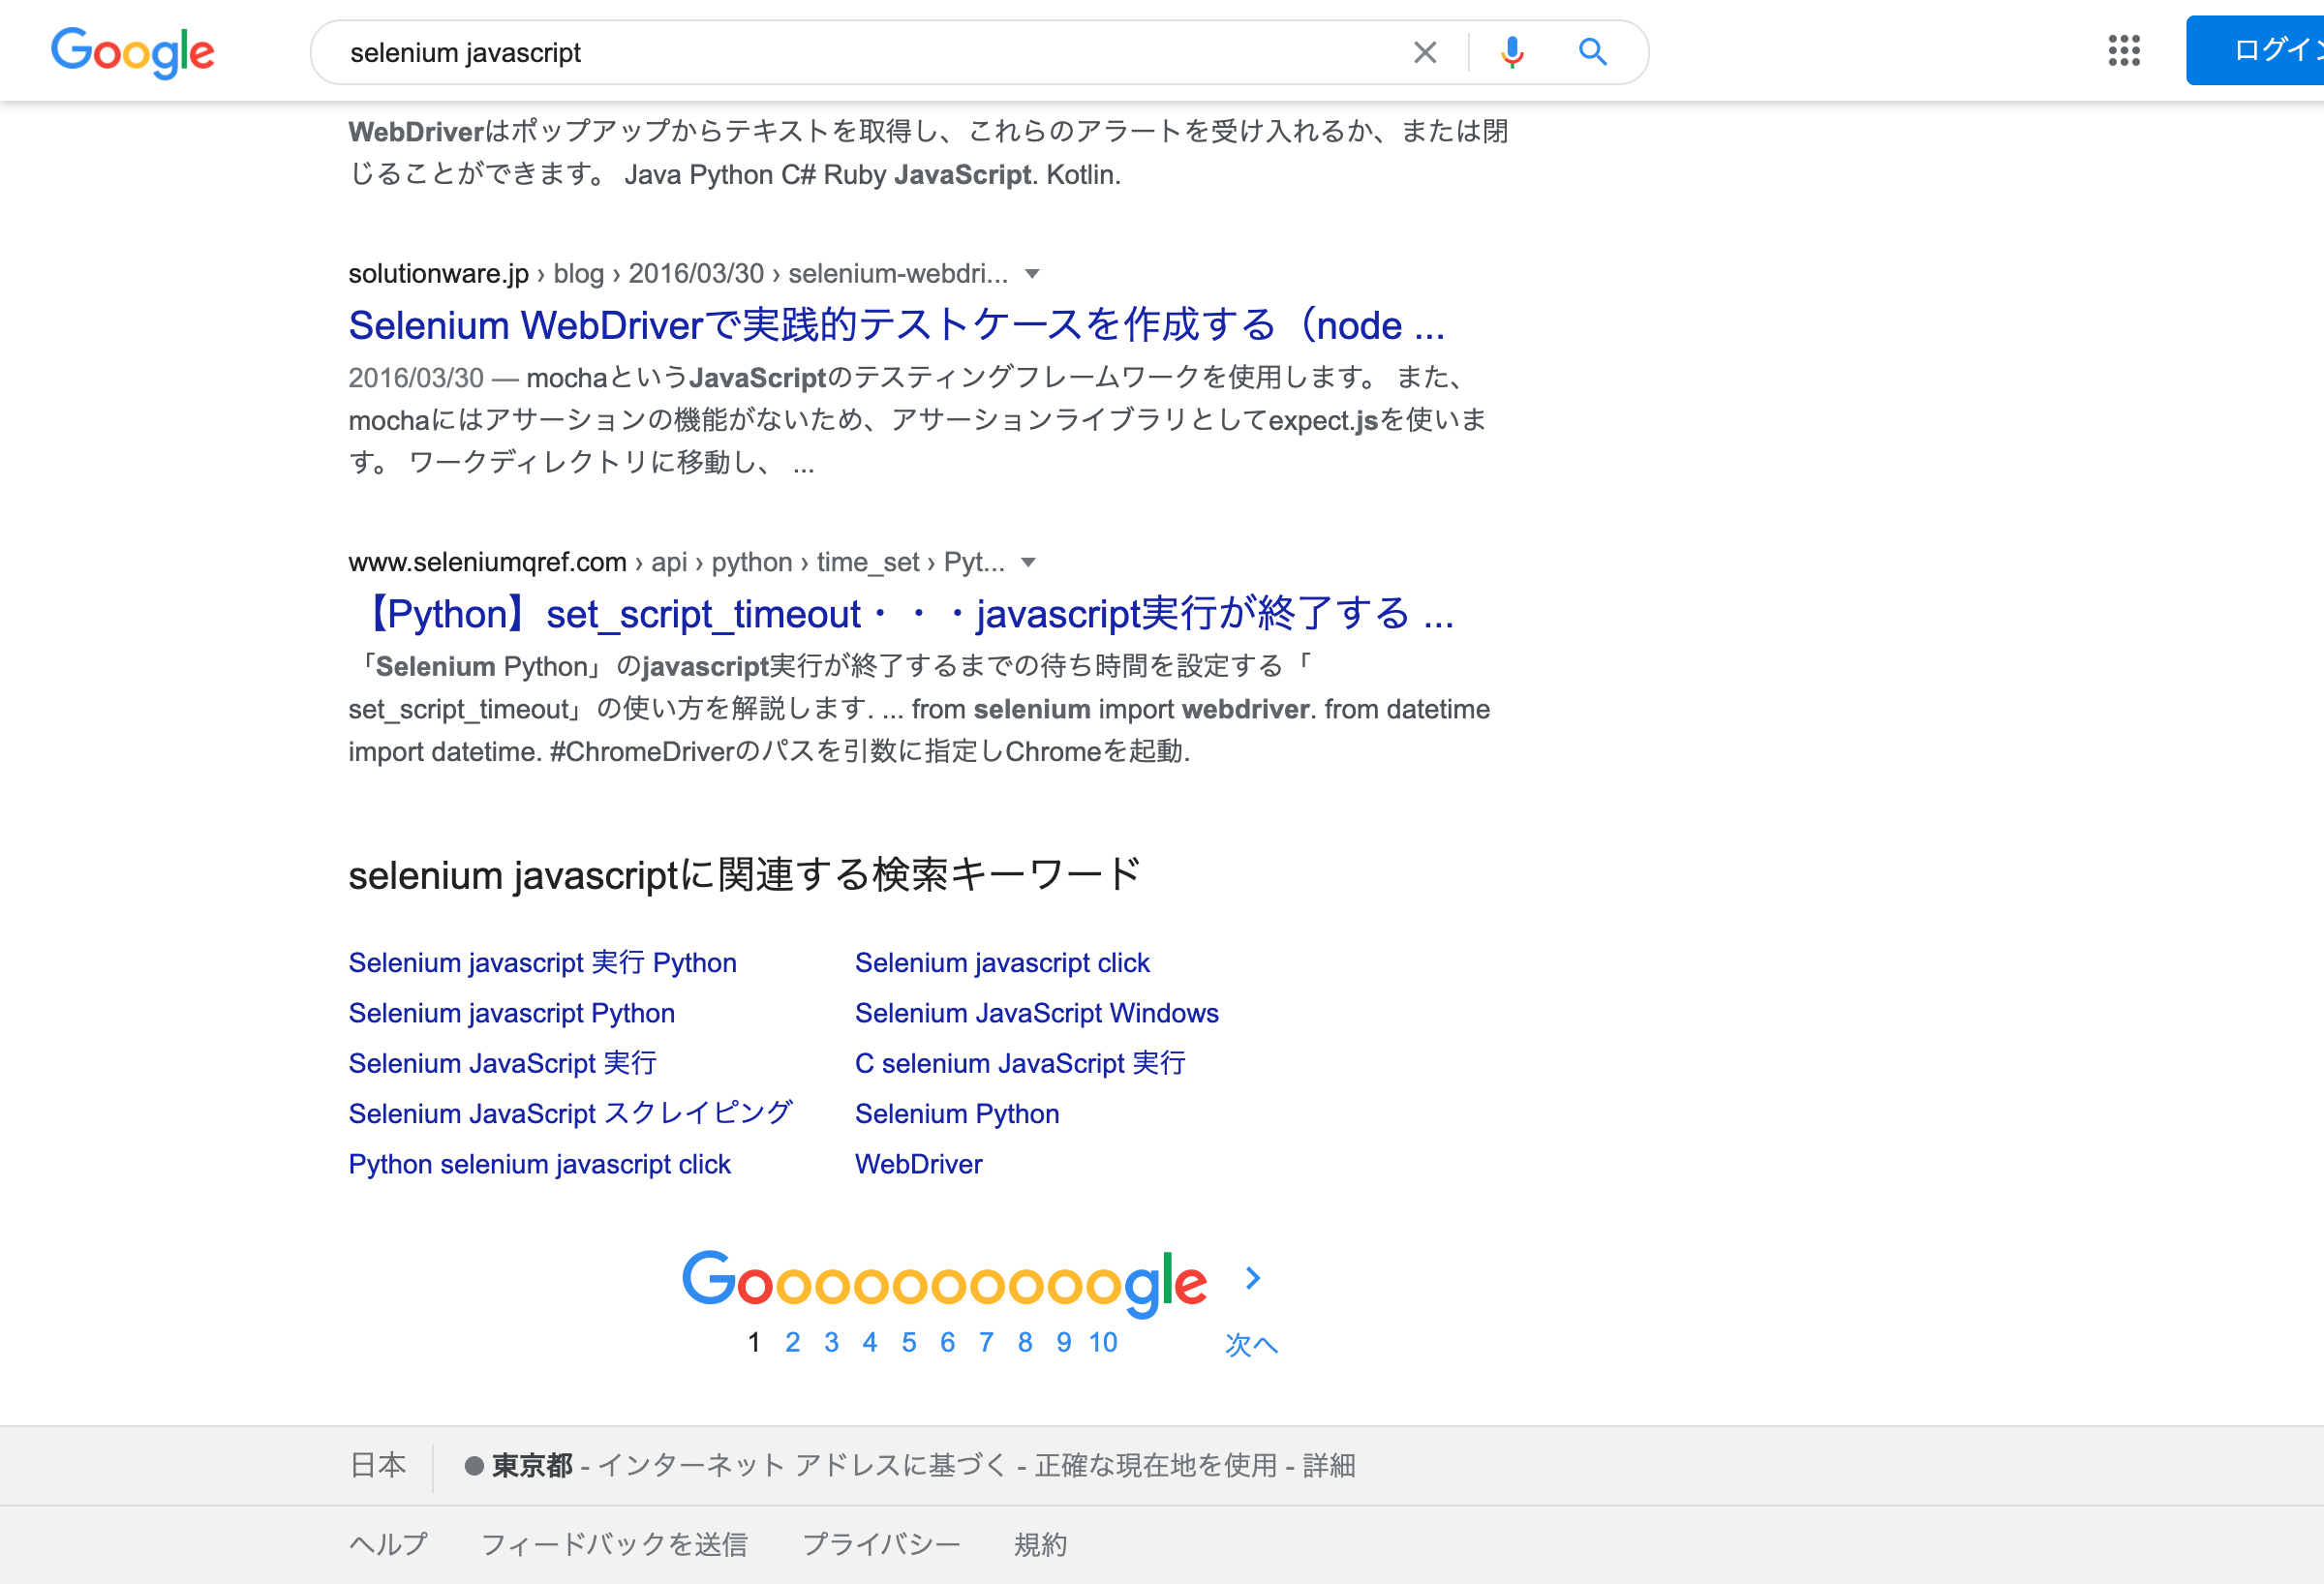 Google
selenium javascript
ログイン
WebDriverはポップアップからテキストを取得し、これらのアラートを受け入れるか、または閉
じることができます。 Java Python C# Ruby JavaScript. Kotlin.
solutionware.jp › blog › 2016/03/30 › selenium-webdri...
Selenium WebDriverで実践的テストケースを作成する（node ...
2016/03/30 — mochaというJavaScriptのテスティングフレームワークを使用します。 また、
mochaにはアサーションの機能がないため、アサーションライブラリとしてexpect.jsを使いま
す。 ワークディレクトリに移動し、 ...
www.seleniumqref.com › api › python › time_set › Pyt...
【Python】set_script_timeout・・・javascript実行が終了する ...
「Selenium Python」のjavascript実行が終了するまでの待ち時間を設定する「
set_script_timeout」の使い方を解説します. ... from selenium import webdriver. from datetime
import datetime. #ChromeDriverのパスを引数に指定しChromeを起動.
selenium javascriptに関連する検索キーワード
Selenium javascript 実行 Python
Selenium javascript click
Selenium javascript Python
Selenium JavaScript Windows
Selenium JavaScript 実行
C selenium JavaScript 実行
Selenium JavaScript スクレイピング
Selenium Python
Python selenium javascript click
WebDriver
Goooooooooogle
1 2 3 4 5 6 7 8 9 10 次へ
日本 東京都 - インターネット アドレスに基づく - 正確な現在地を使用 - 詳細
ヘルプ フィードバックを送信 プライバシー 規約